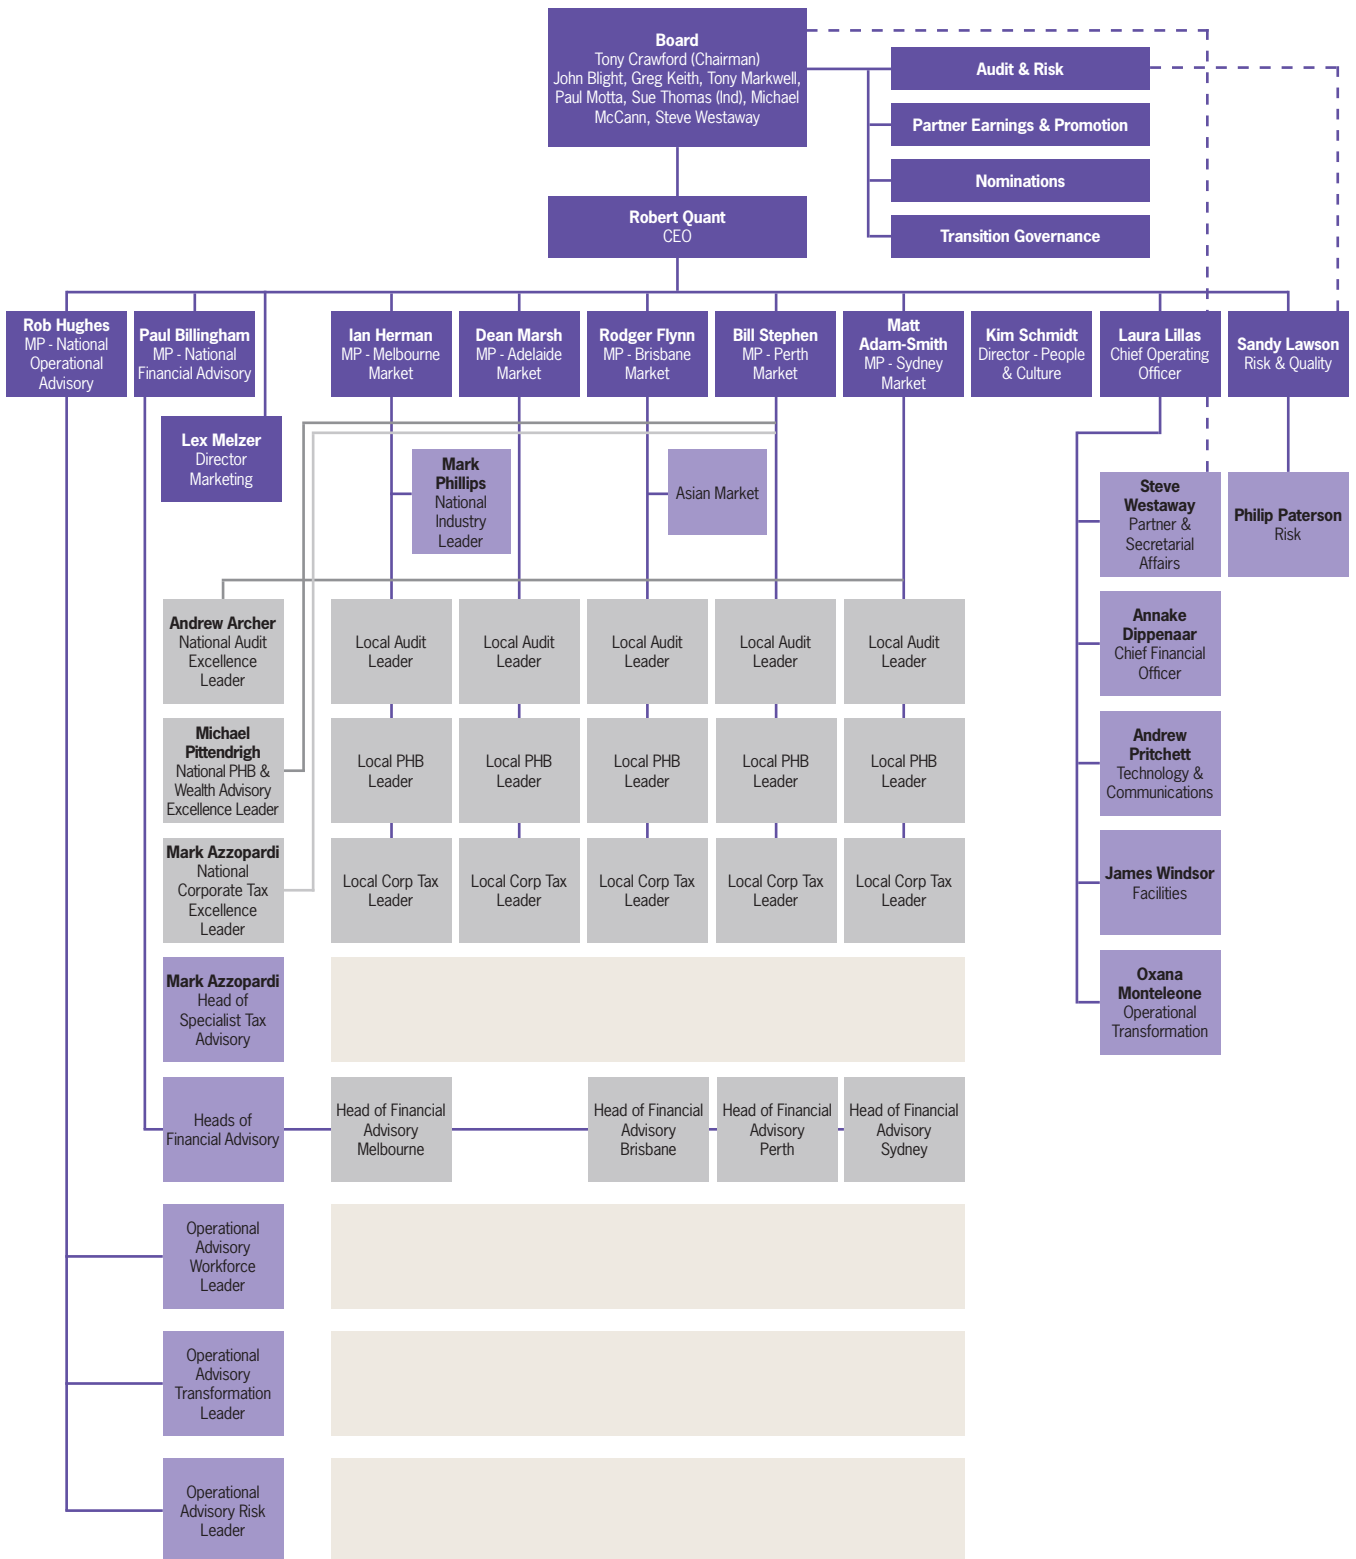 Board
Tony Crawford (Chairman)
John Blight, Greg Keith, Tony Markwell,
Paul Motta, Sue Thomas (Ind), Michael
McCann, Steve Westaway
Audit & Risk
Partner Earnings & Promotion
Nominations
Transition Governance
Robert Quant
CEO
Rob Hughes
MP - National
Operational
Advisory
Paul Billingham
MP - National
Financial Advisory
Ian Herman
MP - Melbourne
Market
Dean Marsh
MP - Adelaide
Market
Rodger Flynn
MP - Brisbane
Market
Bill Stephen
MP - Perth
Market
Matt
Adam-Smith
MP - Sydney
Market
Kim Schmidt
Director - People
& Culture
Laura Lillas
Chief Operating
Officer
Sandy Lawson
Risk & Quality
Lex Melzer
Director
Marketing
Mark
Phillips
National
Industry
Leader
Asian Market
Steve
Westaway
Partner &
Secretarial
Affairs
Philip Paterson
Risk
Andrew Archer
National Audit
Excellence
Leader
Local Audit
Leader
Local Audit
Leader
Local Audit
Leader
Local Audit
Leader
Local Audit
Leader
Annake
Dippenaar
Chief Financial
Officer
Michael
Pittendrigh
National PHB &
Wealth Advisory
Excellence Leader
Local PHB
Leader
Local PHB
Leader
Local PHB
Leader
Local PHB
Leader
Local PHB
Leader
Andrew
Pritchett
Technology &
Communications
Mark Azzopardi
National
Corporate Tax
Excellence
Leader
Local Corp Tax
Leader
Local Corp Tax
Leader
Local Corp Tax
Leader
Local Corp Tax
Leader
Local Corp Tax
Leader
James Windsor
Facilities
Mark Azzopardi
Head of
Specialist Tax
Advisory
Oxana
Monteleone
Operational
Transformation
Heads of
Financial Advisory
Head of Financial
Advisory
Melbourne
Head of Financial
Advisory
Brisbane
Head of Financial
Advisory
Perth
Head of Financial
Advisory
Sydney
Operational
Advisory
Workforce
Leader
Operational
Advisory
Transformation
Leader
Operational
Advisory Risk
Leader